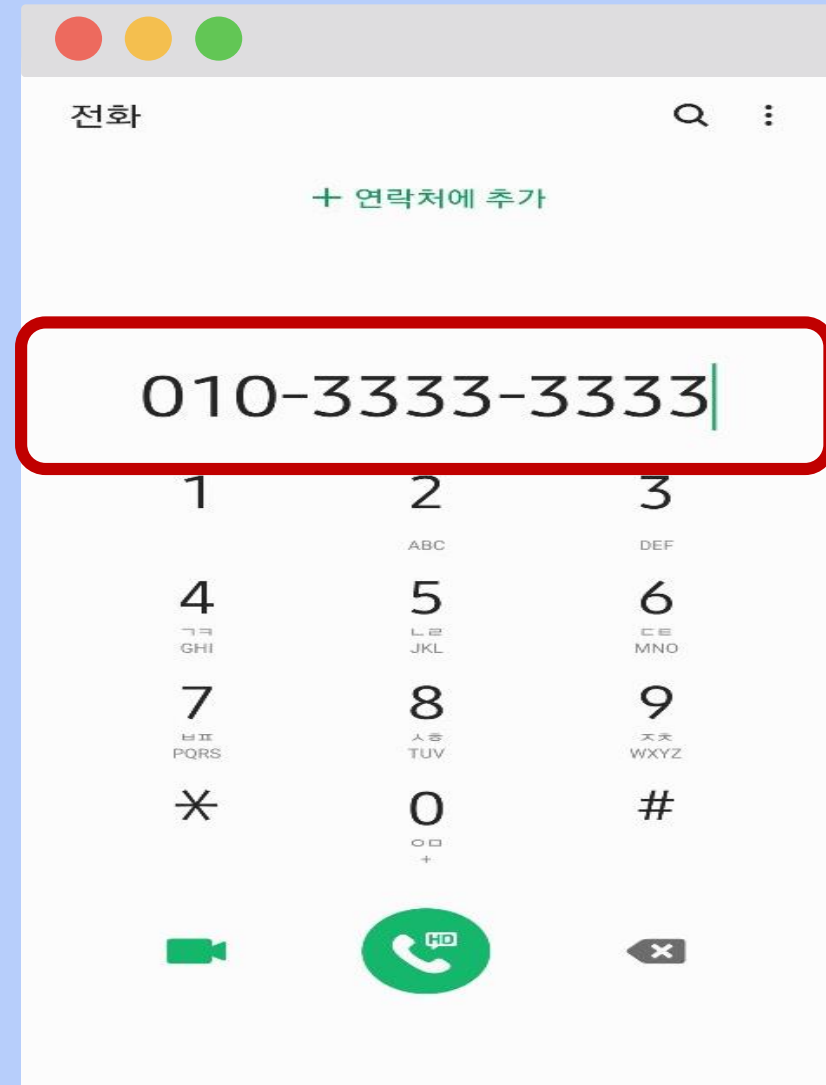 전화
+ 연락처에 추가
010-3333-3333
1 2 3
ABC DEF
4 5 6
ㄱㅋ ㄴㄹ ㄷㅌ
GHI JKL MNO
7 8 9
ㅂㅍ ㅅㅎ ㅈㅊ
PQRS TUV WXYZ
* 0 #
ㅇㅁ
+
HD